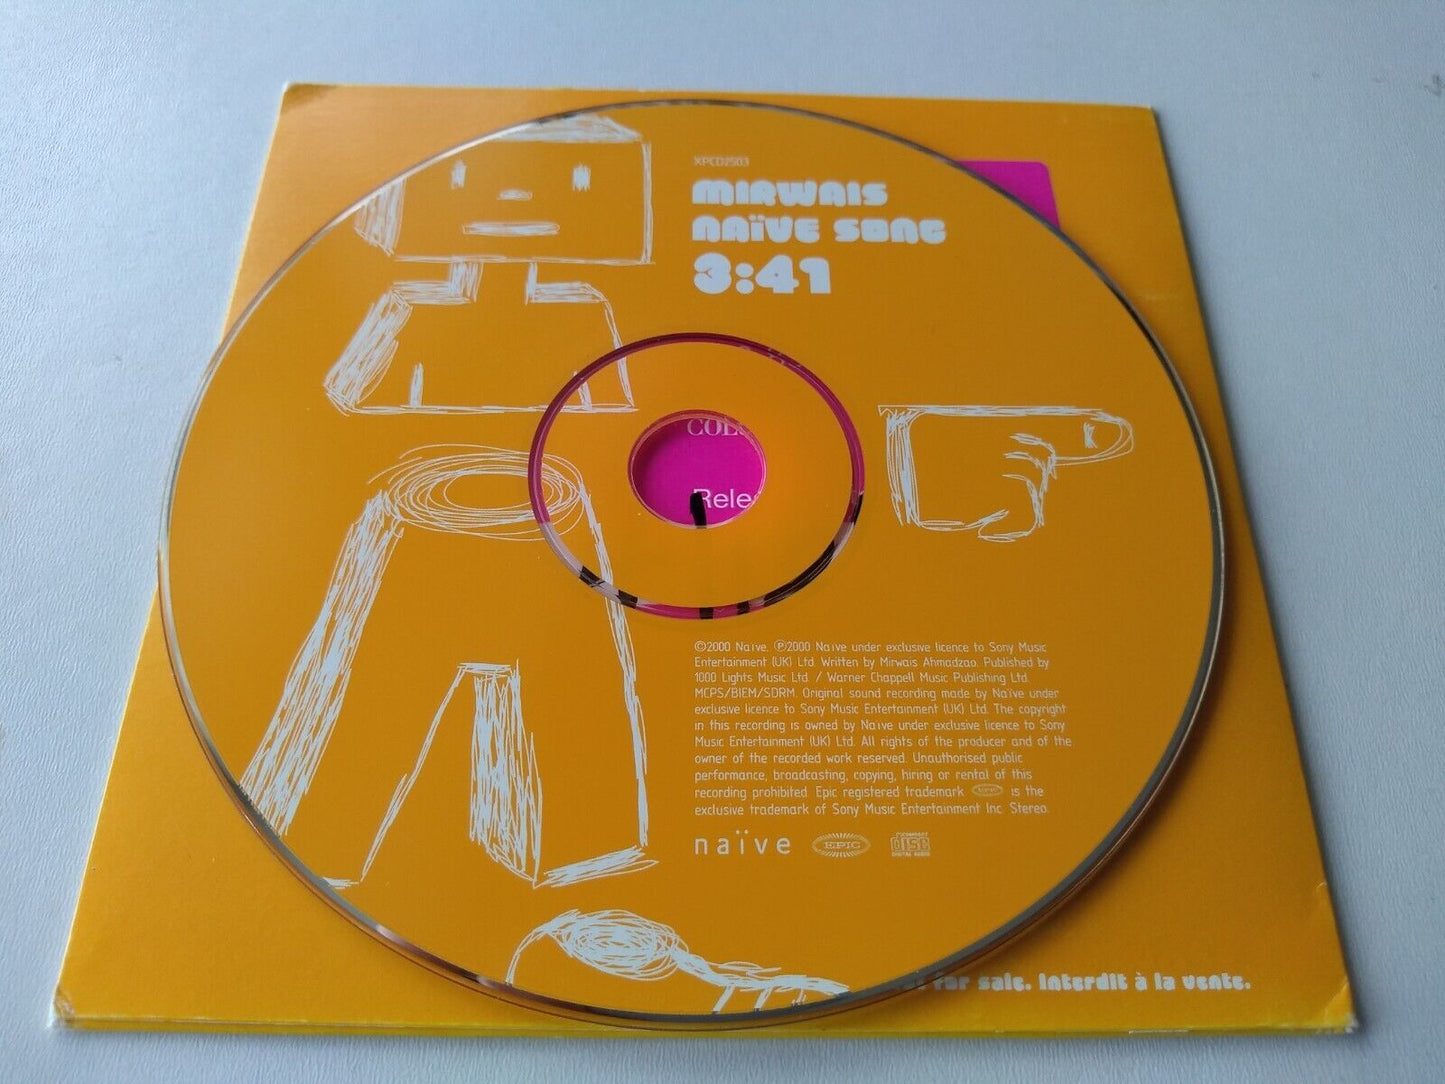 XPCD2503
MIRWAIS
NAÏVE SONG
3:41
COL
Rele
©2000 Naïve. ℗2000 Naïve under exclusive licence to Sony Music
Entertainment (UK) Ltd. Written by Mirwais Ahmadzao. Published by
1000 Lights Music Ltd. / Warner Chappell Music Publishing Ltd.
MCPS/BIEM/SDRM. Original sound recording made by Naïve under
exclusive licence to Sony Music Entertainment (UK) Ltd. The copyright
in this recording is owned by Naïve under exclusive licence to Sony
Music Entertainment (UK) Ltd. All rights of the producer and of the
owner of the recorded work reserved. Unauthorised public
performance, broadcasting, copying, hiring or rental of this
recording prohibited. Epic registered trademark EPIC is the
exclusive trademark of Sony Music Entertainment Inc. Stereo.
naïve EPIC COMPACT disc DIGITAL AUDIO
for sale. Interdit à la vente.